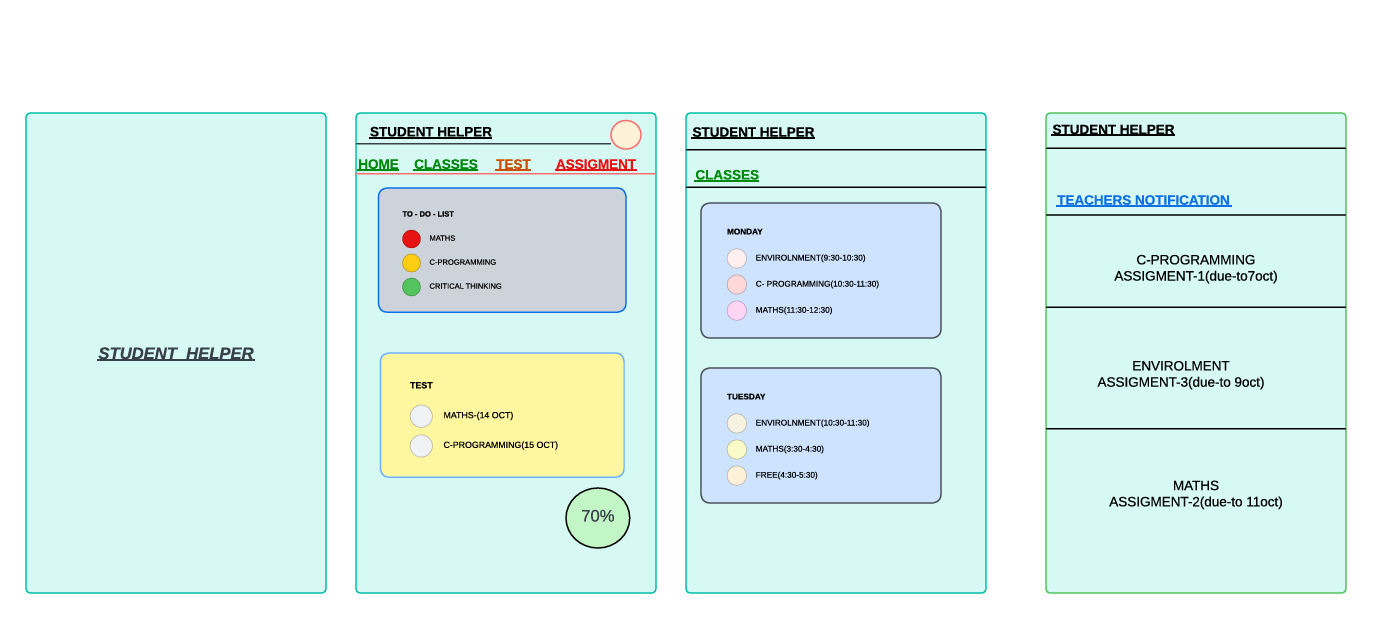 STUDENT HELPER
STUDENT HELPER
HOME CLASSES TEST ASSIGMENT
TO - DO - LIST
MATHS
C-PROGRAMMING
CRITICAL THINKING
TEST
MATHS-(14 OCT)
C-PROGRAMMING(15 OCT)
70%
STUDENT HELPER
CLASSES
MONDAY
ENVIROLNMENT(9:30-10:30)
C- PROGRAMMING(10:30-11:30)
MATHS(11:30-12:30)
TUESDAY
ENVIROLNMENT(10:30-11:30)
MATHS(3:30-4:30)
FREE(4:30-5:30)
STUDENT HELPER
TEACHERS NOTIFICATION
C-PROGRAMMING
ASSIGMENT-1(due-to7oct)
ENVIROLMENT
ASSIGMENT-3(due-to 9oct)
MATHS
ASSIGMENT-2(due-to 11oct)